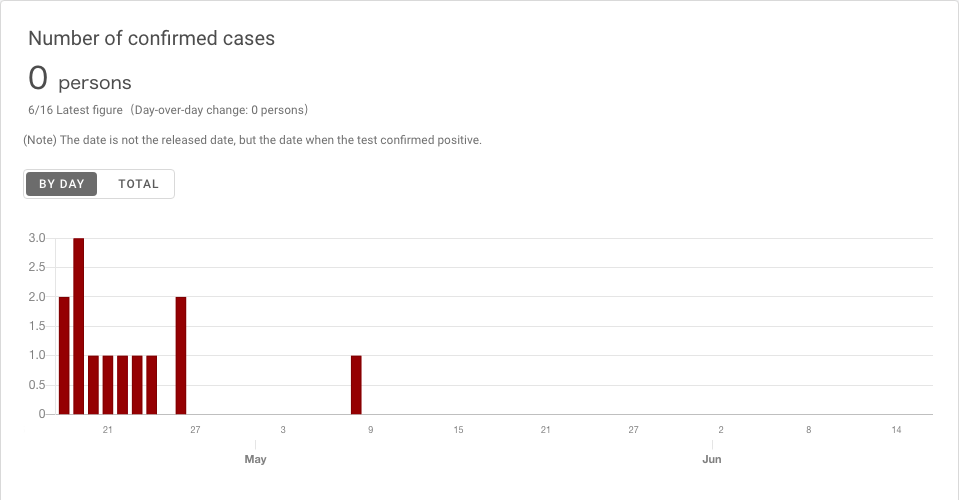 Number of confirmed cases
0 persons
6/16 Latest figure（Day-over-day change: 0 persons）
(Note) The date is not the released date, but the date when the test confirmed positive.
BY DAY TOTAL
3.0
2.5
2.0
1.5
1.0
0.5
0
21 27 3 9 15 21 27 2 8 14
May Jun